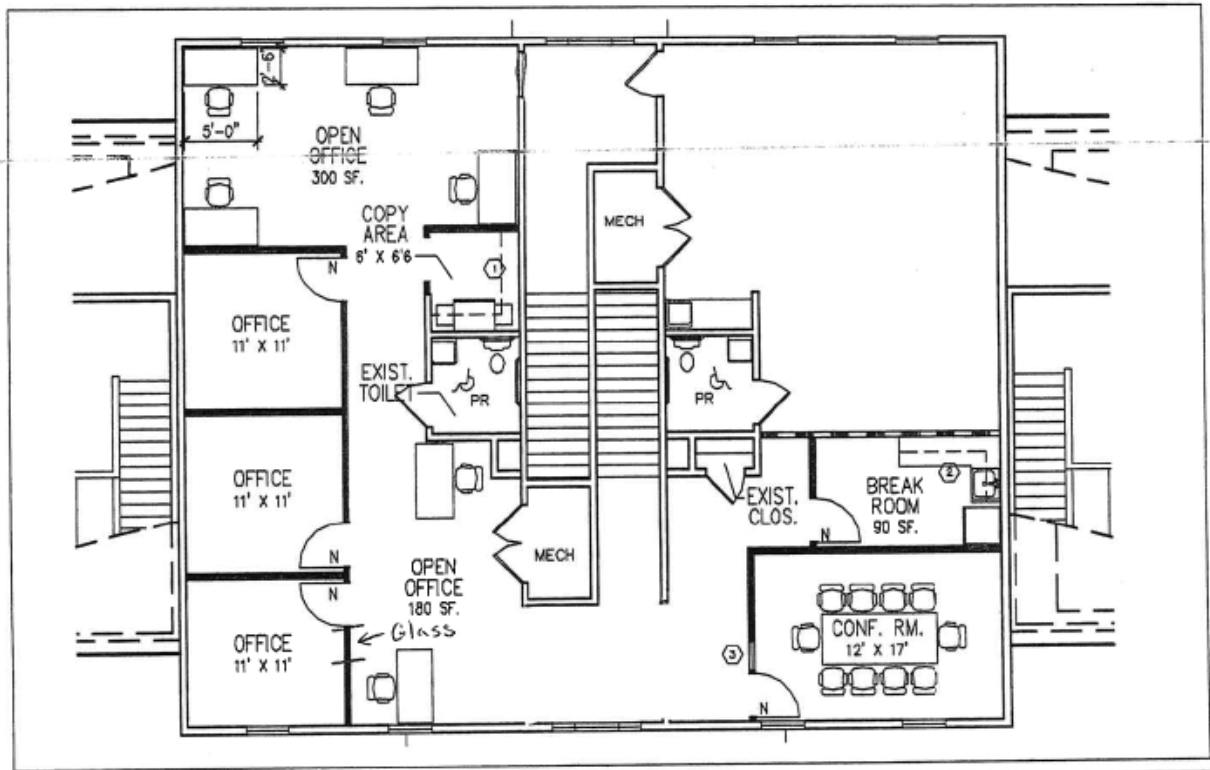 2'-6"
5'-0"
OPEN
OFFICE
300 SF.
COPY
AREA
6' X 6'6
1
MECH
N
OFFICE
11' X 11'
EXIST.
TOILET
PR
PR
OFFICE
11' X 11'
N
MECH
EXIST.
CLOS.
BREAK
ROOM
90 SF.
2
N
OPEN
OFFICE
180 SF.
N
Glass
OFFICE
11' X 11'
3
CONF. RM.
12' X 17'
N